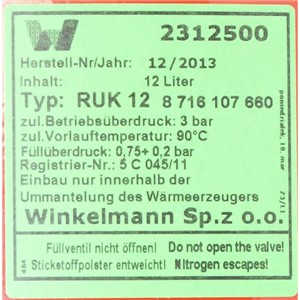 W 2312500
Herstell-Nr/Jahr: 12/2013
Inhalt: 12 Liter
Typ: RUK 12 8 716 107 660
zul.Betriebsüberdruck: 3 bar
zul.Vorlauftemperatur: 90°C
Füllüberdruck: 0,75+ 0,2 bar
Registrier-Nr.: 5 C 045/11
Einbau nur innerhalb der
Ummantelung des Wärmeerzeugers
Winkelmann Sp.z o.o.
Füllventil nicht öffnen! Do not open the valve!
Stickstoffpolster entweicht! Nitrogen escapes!